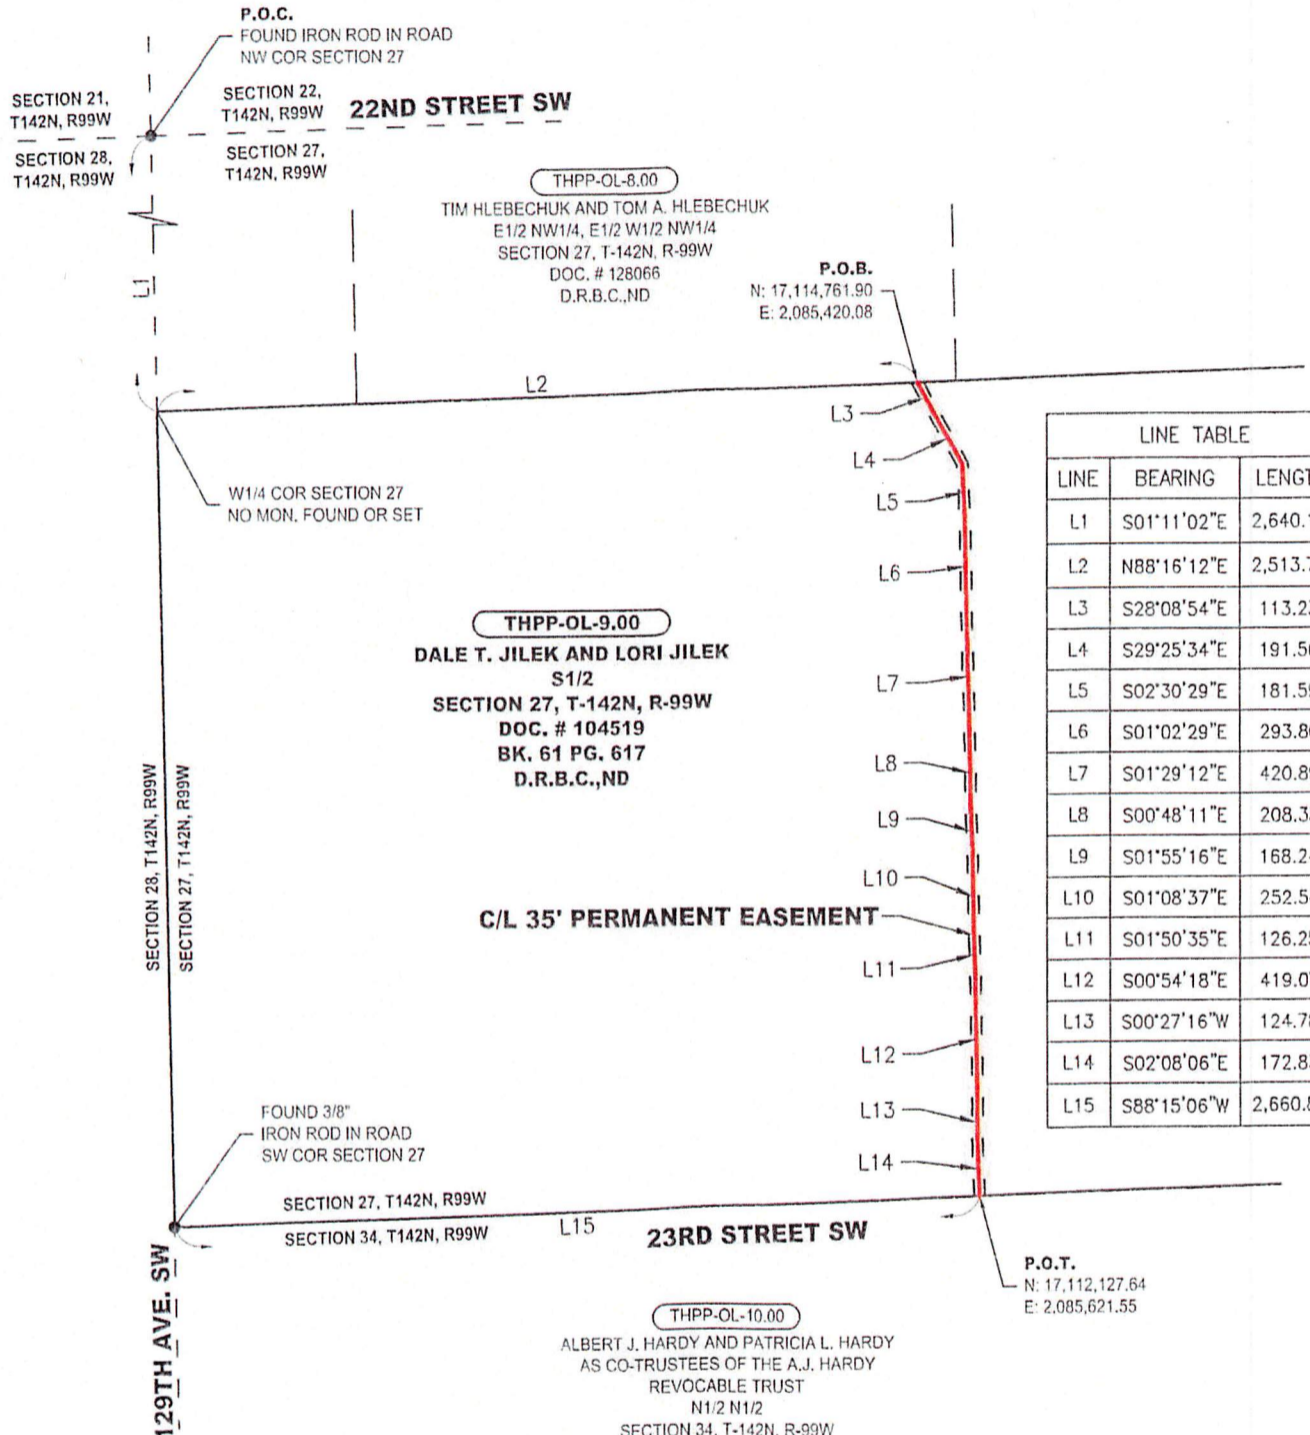 P.O.C.
FOUND IRON ROD IN ROAD
NW COR SECTION 27
SECTION 21,
T142N, R99W
SECTION 22,
T142N, R99W
22ND STREET SW
SECTION 28,
T142N, R99W
SECTION 27,
T142N, R99W
THPP-OL-8.00
TIM HLEBECHUK AND TOM A. HLEBECHUK
E1/2 NW1/4, E1/2 W1/2 NW1/4
SECTION 27, T-142N, R-99W
DOC. # 128066
D.R.B.C.,ND
P.O.B.
N: 17,114,761.90
E: 2,085,420.08
L1
L2
L3
L4
L5
L6
L7
L8
L9
L10
L11
L12
L13
L14
W1/4 COR SECTION 27
NO MON. FOUND OR SET
THPP-OL-9.00
DALE T. JILEK AND LORI JILEK
S1/2
SECTION 27, T-142N, R-99W
DOC. # 104519
BK. 61 PG. 617
D.R.B.C.,ND
SECTION 28, T142N, R99W
SECTION 27, T142N, R99W
C/L 35' PERMANENT EASEMENT
LINE TABLE
LINE BEARING LENGT
L1 S01°11'02"E 2,640.
L2 N88°16'12"E 2,513.
L3 S28°08'54"E 113.2
L4 S29°25'34"E 191.5
L5 S02°30'29"E 181.5
L6 S01°02'29"E 293.8
L7 S01°29'12"E 420.8
L8 S00°48'11"E 208.3
L9 S01°55'16"E 168.2
L10 S01°08'37"E 252.5
L11 S01°50'35"E 126.2
L12 S00°54'18"E 419.0
L13 S00°27'16"W 124.7
L14 S02°08'06"E 172.8
L15 S88°15'06"W 2,660.
FOUND 3/8"
IRON ROD IN ROAD
SW COR SECTION 27
SECTION 27, T142N, R99W
SECTION 34, T142N, R99W
L15
23RD STREET SW
129TH AVE. SW
P.O.T.
N: 17,112,127.64
E: 2,085,621.55
THPP-OL-10.00
ALBERT J. HARDY AND PATRICIA L. HARDY
AS CO-TRUSTEES OF THE A.J. HARDY
REVOCABLE TRUST
N1/2 N1/2
SECTION 34, T-142N, R-99W